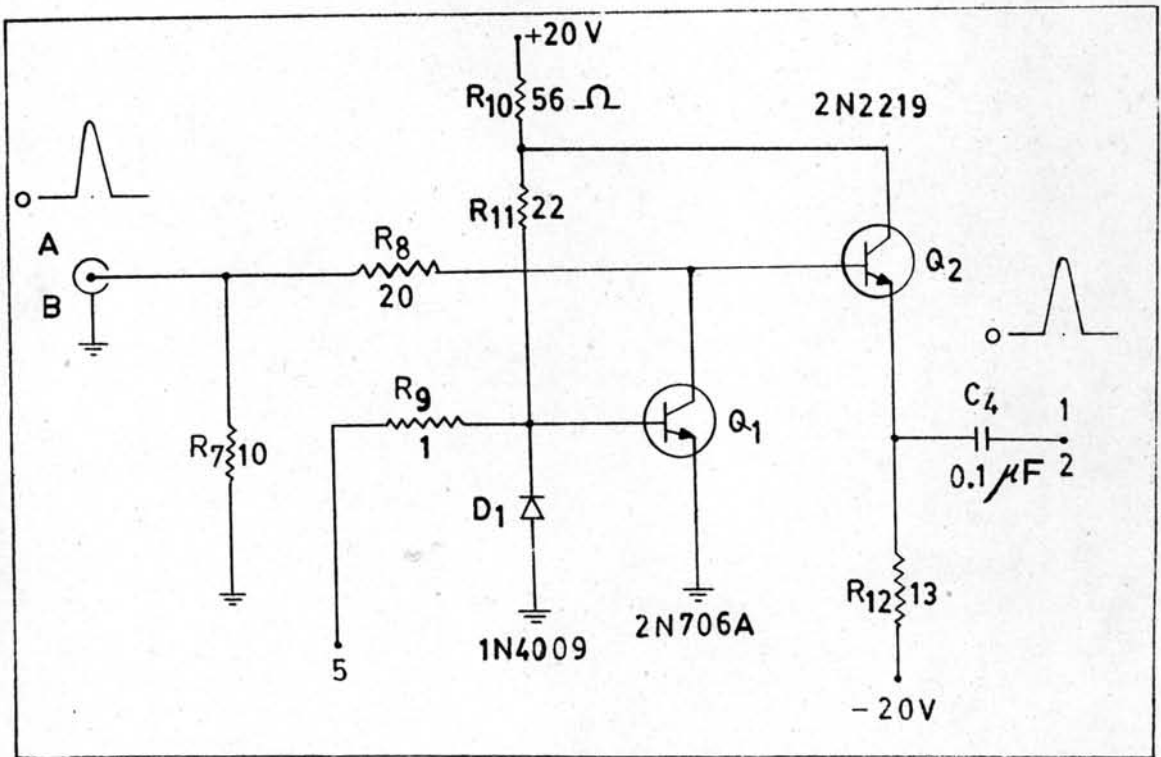 +20 V
R10 56 Ω
2N2219
R11 22
A
R8
Q2
B
20
R9
C4
1
Q1
R7 10
1
0.1 μF
2
D1
R12 13
2N706A
1N4009
5
-20V